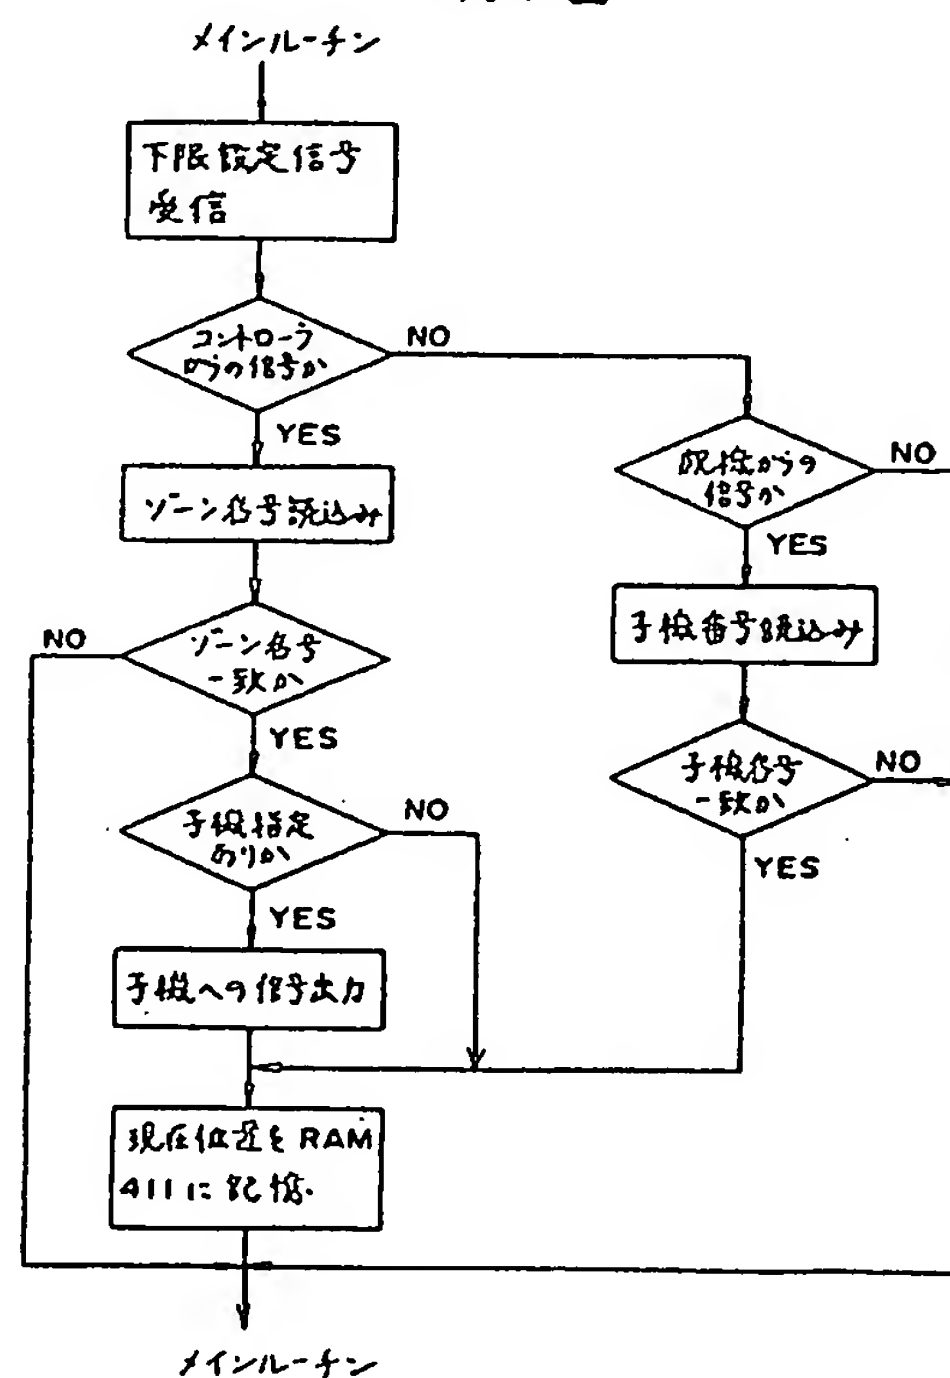 メインルーチン
下限設定信号
受信
コントローラ
からの信号か
NO
YES
ゾーン番号読込み
ゾーン番号
一致か
NO
YES
子機指定
ありか
NO
YES
子機への信号出力
現在位置をRAM
411に記憶.
メインルーチン
親機からの
信号か
NO
YES
子機番号読込み
子機番号
一致か
NO
YES